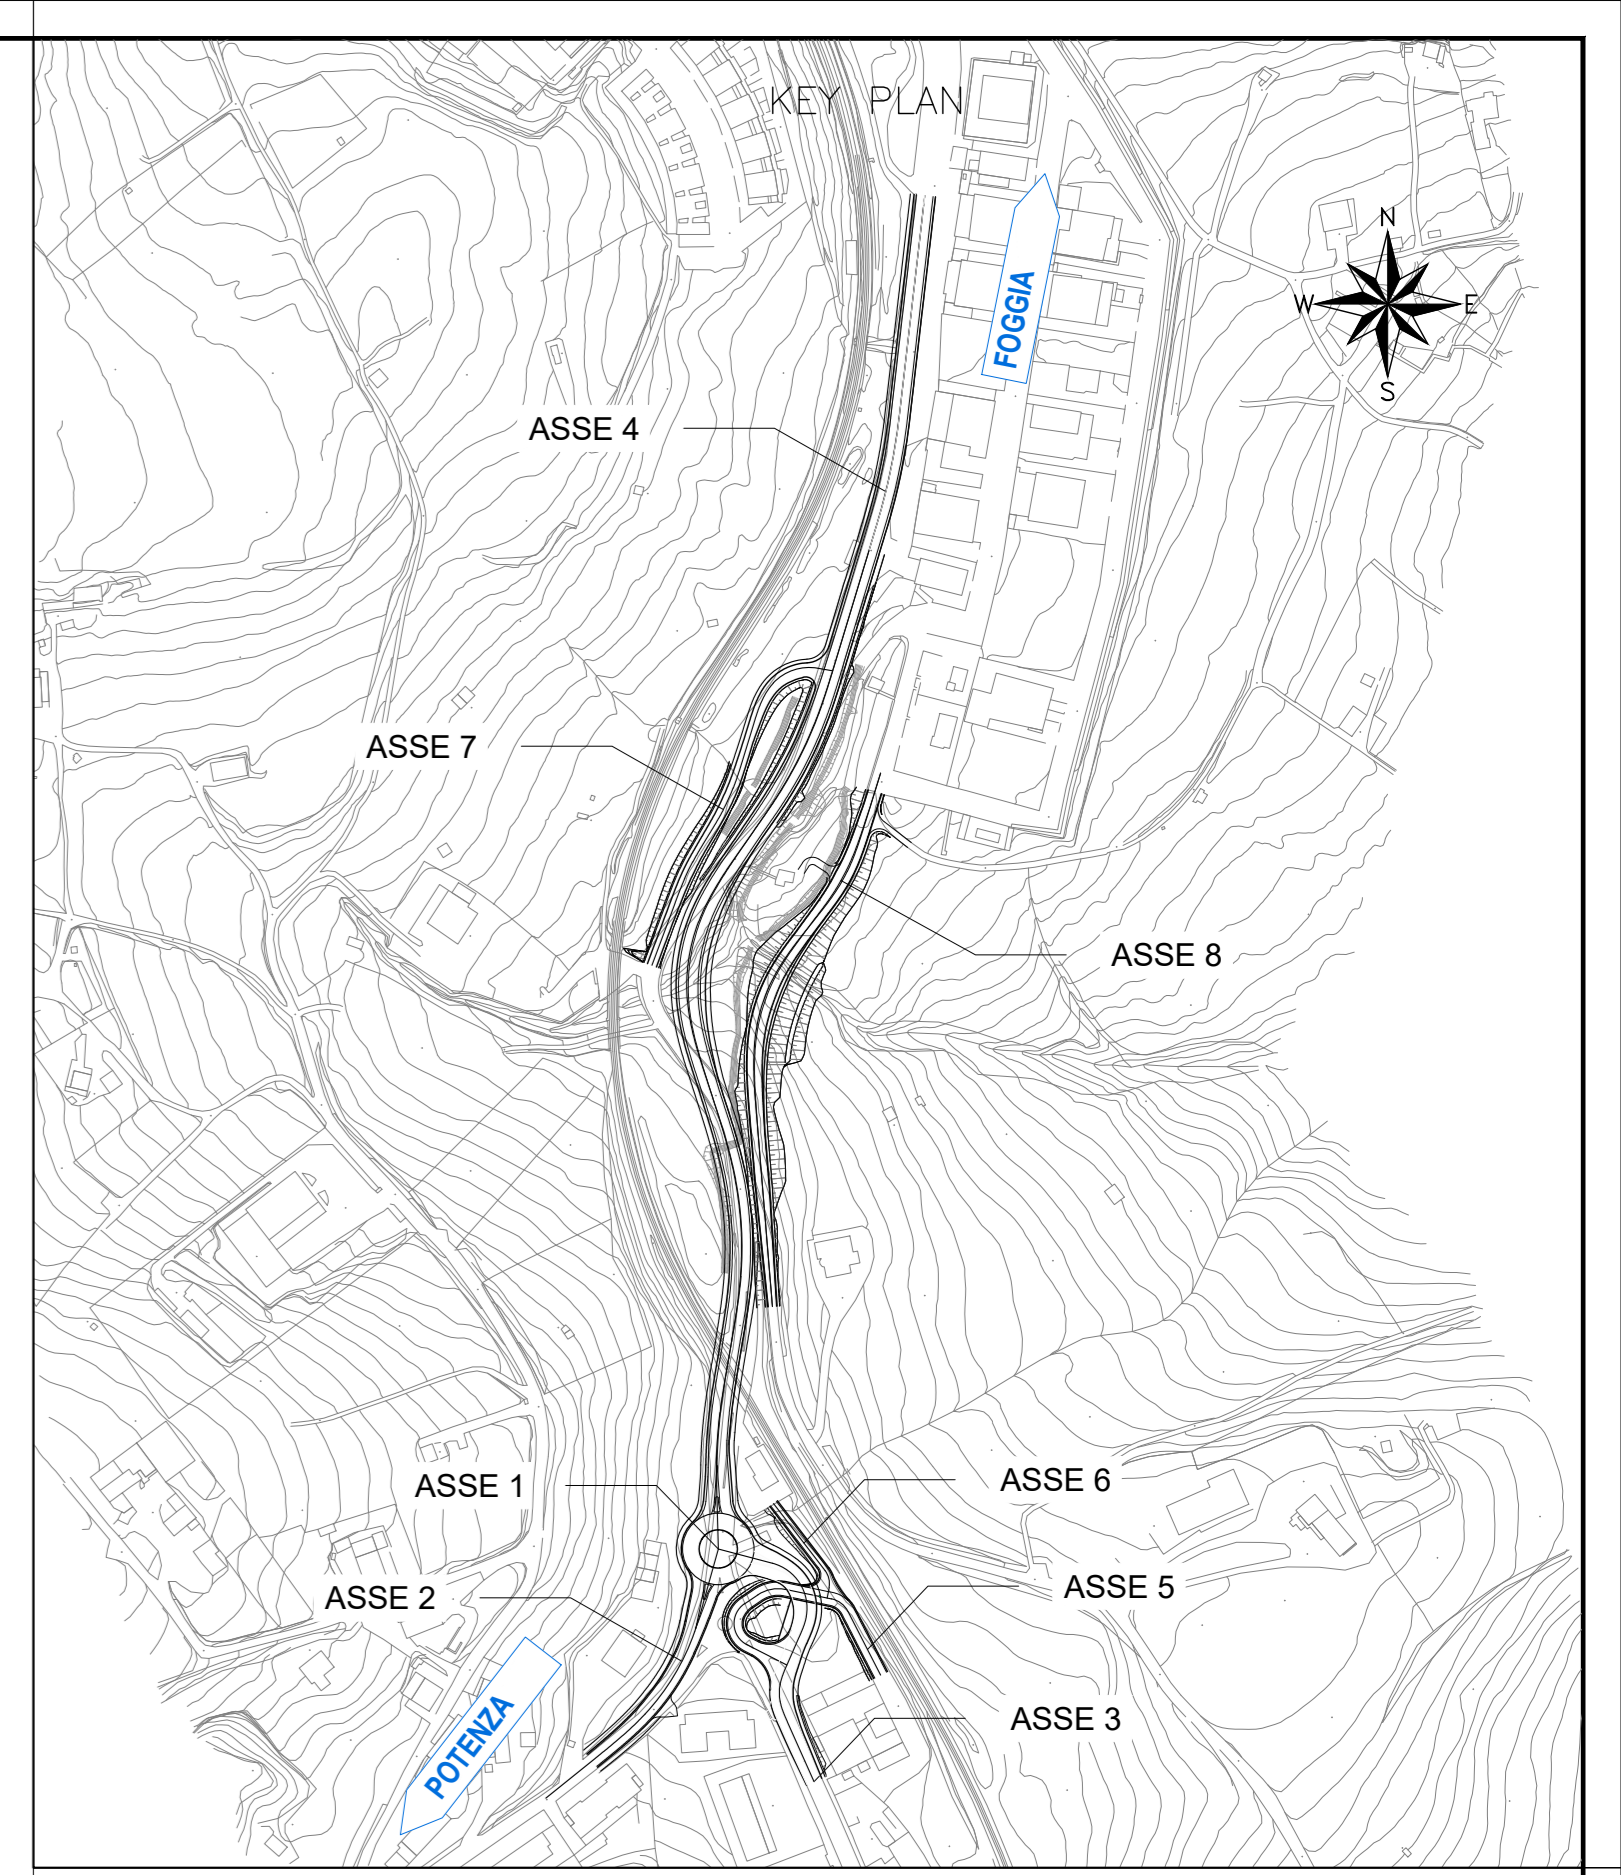 KEY PLAN
N
FOGGIA
W
E
S
ASSE 4
ASSE 7
ASSE 8
ASSE 6
ASSE 1
ASSE 5
ASSE 2
ASSE 3
POTENZA